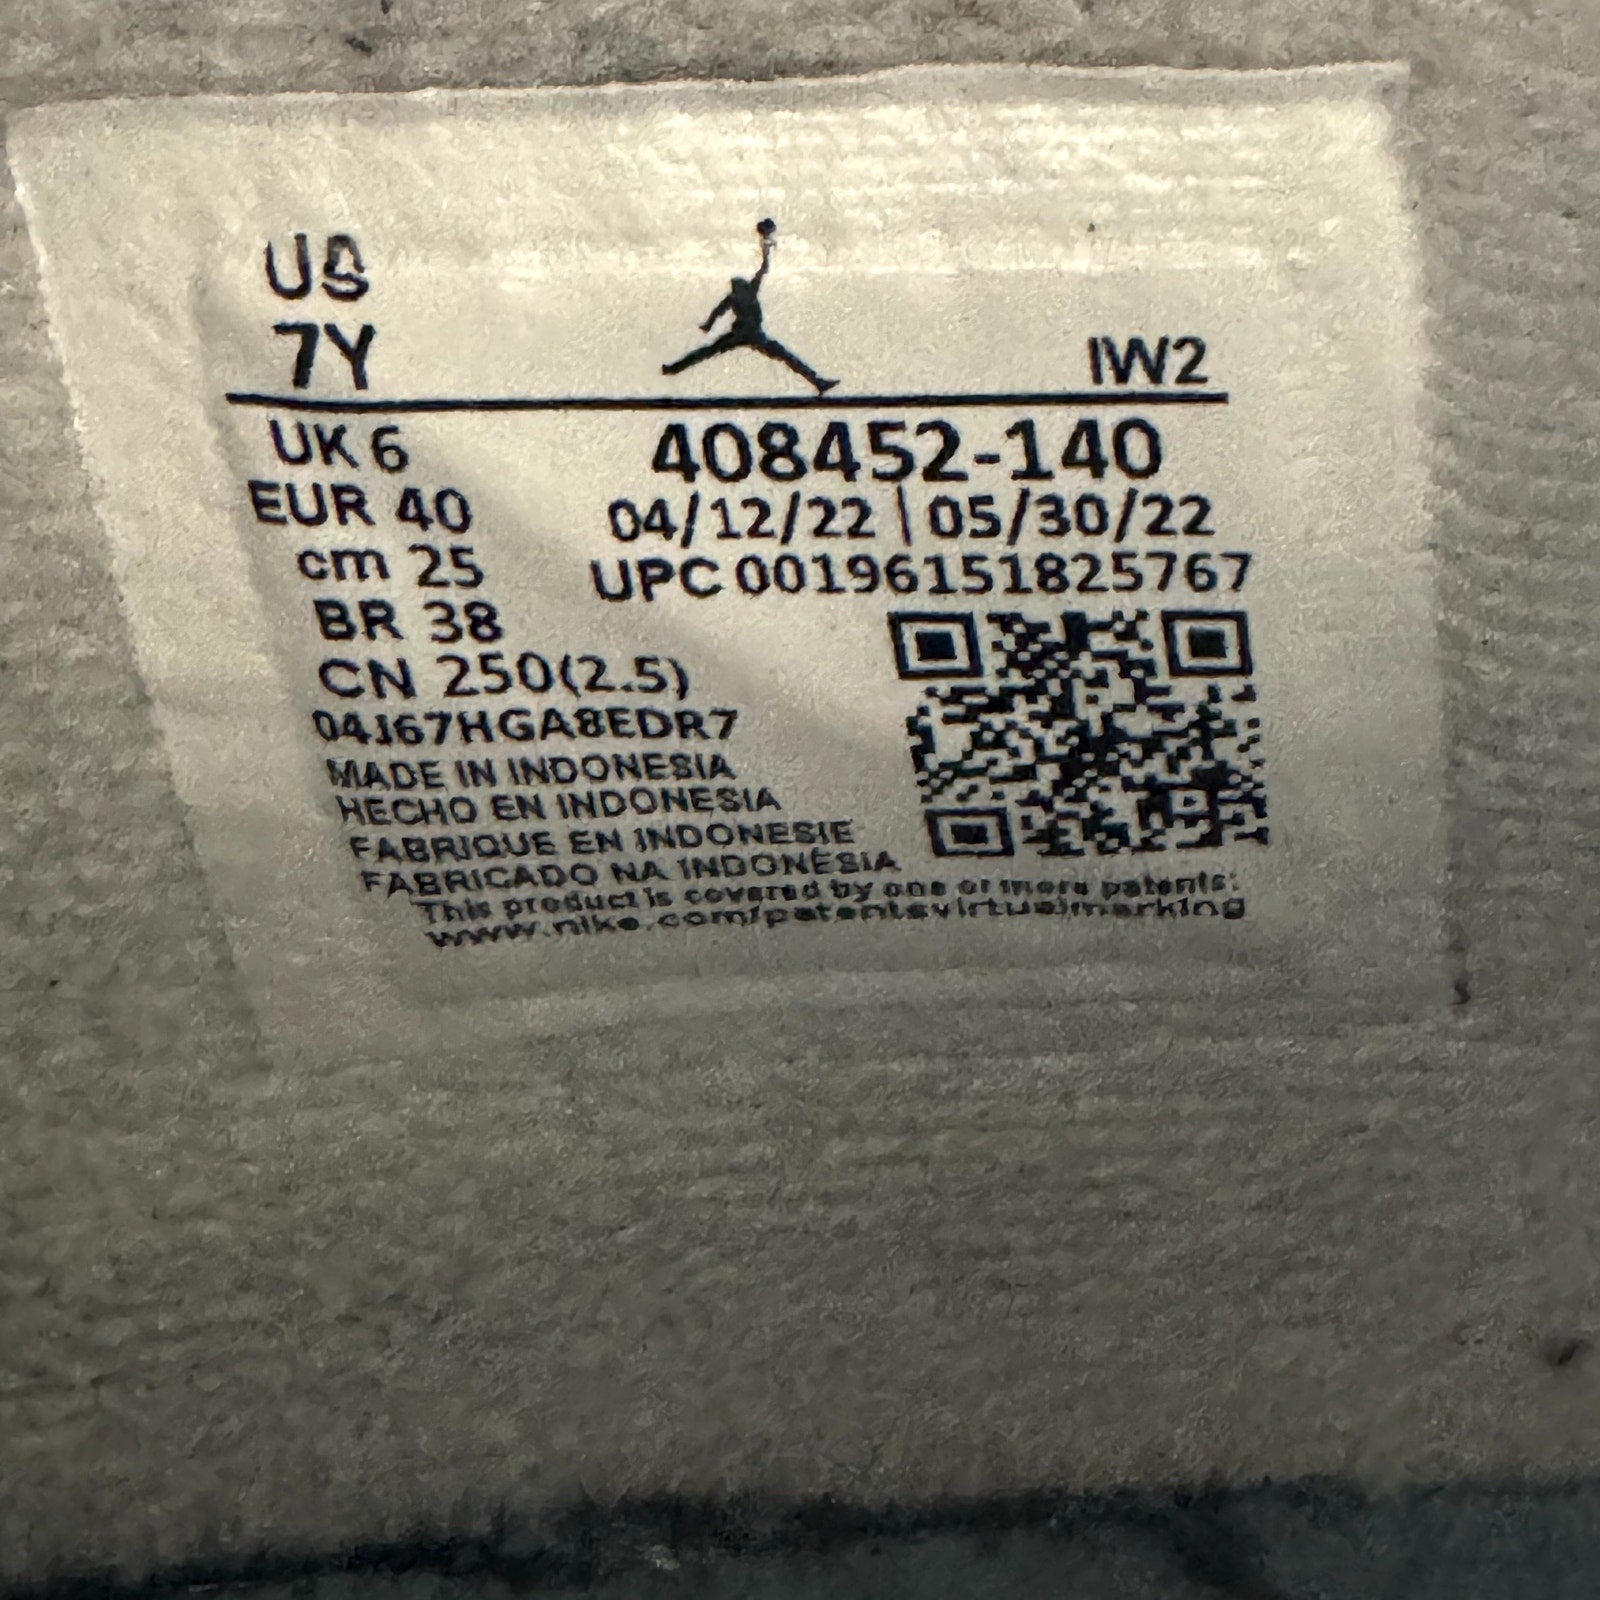 US
7Y
IW2
UK 6
408452-140
EUR 40
04/12/22 | 05/30/22
cm 25
UPC 00196151825767
BR 38
CN 250(2.5)
04J67HGA8EDR7
MADE IN INDONESIA
HECHO EN INDONESIA
FABRIQUE EN INDONESIE
FABRICADO NA INDONÉSIA
This product is covered by one or more patents:
www.nike.com/patentsvirtualmarking